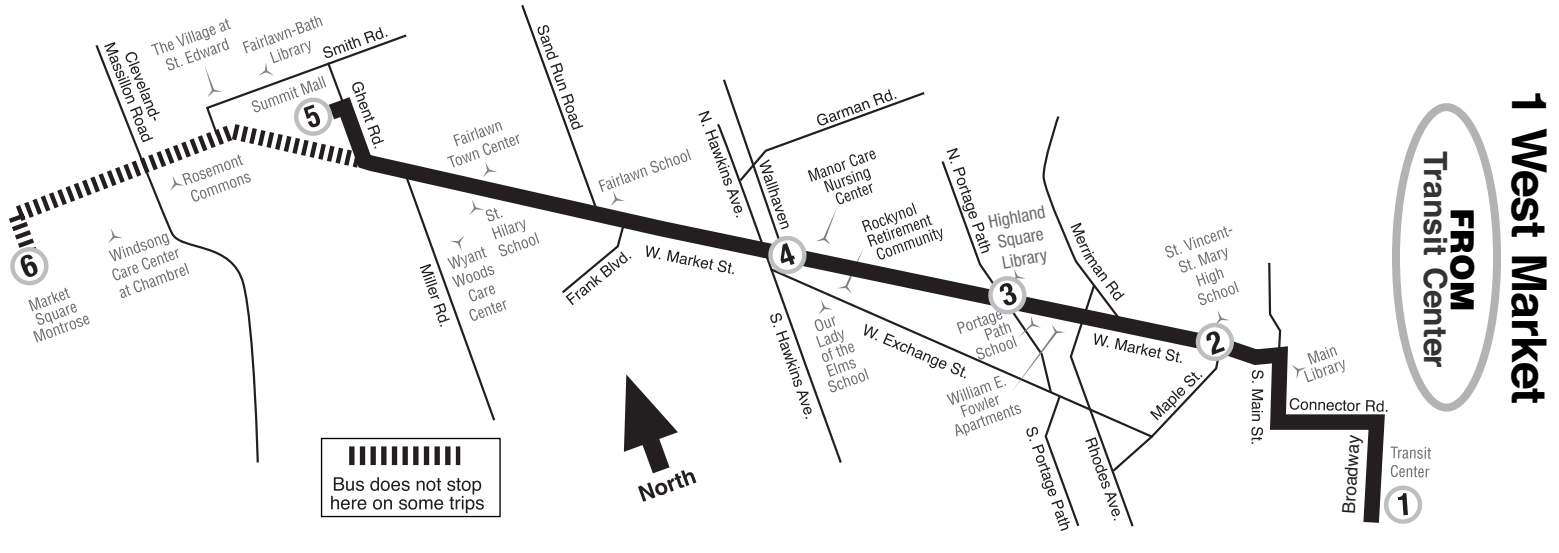 1 West Market
FROM
Transit Center
The Village at
St. Edward
Fairlawn-Bath
Library
Smith Rd.
Cleveland-
Massillon Road
Summit Mall
5
Ghent Rd.
Sand Run Road
Fairlawn
Town Center
Fairlawn School
Rosemont
Commons
N. Hawkins Ave.
Wallhaven
Garman Rd.
Manor Care
Nursing
Center
Rockynol
Retirement
Community
N. Portage Path
Highland
Square
Library
Merriman Rd
St. Vincent-
St. Mary
High
School
6
Market
Square
Montrose
Windsong
Care Center
at Chambrel
St.
Hilary
School
Wyant
Woods
Care
Center
Miller Rd.
Frank Blvd.
W. Market St.
4
3
2
S. Hawkins Ave.
Our
Lady
of the
Elms
School
W. Exchange St.
Portage
Path
School
William E.
Fowler
Apartments
W. Market St.
Maple St.
S. Main St.
Main
Library
Connector Rd.
Broadway
Transit
Center
1
S. Portage Path
Rhodes Ave.
North
Bus does not stop
here on some trips